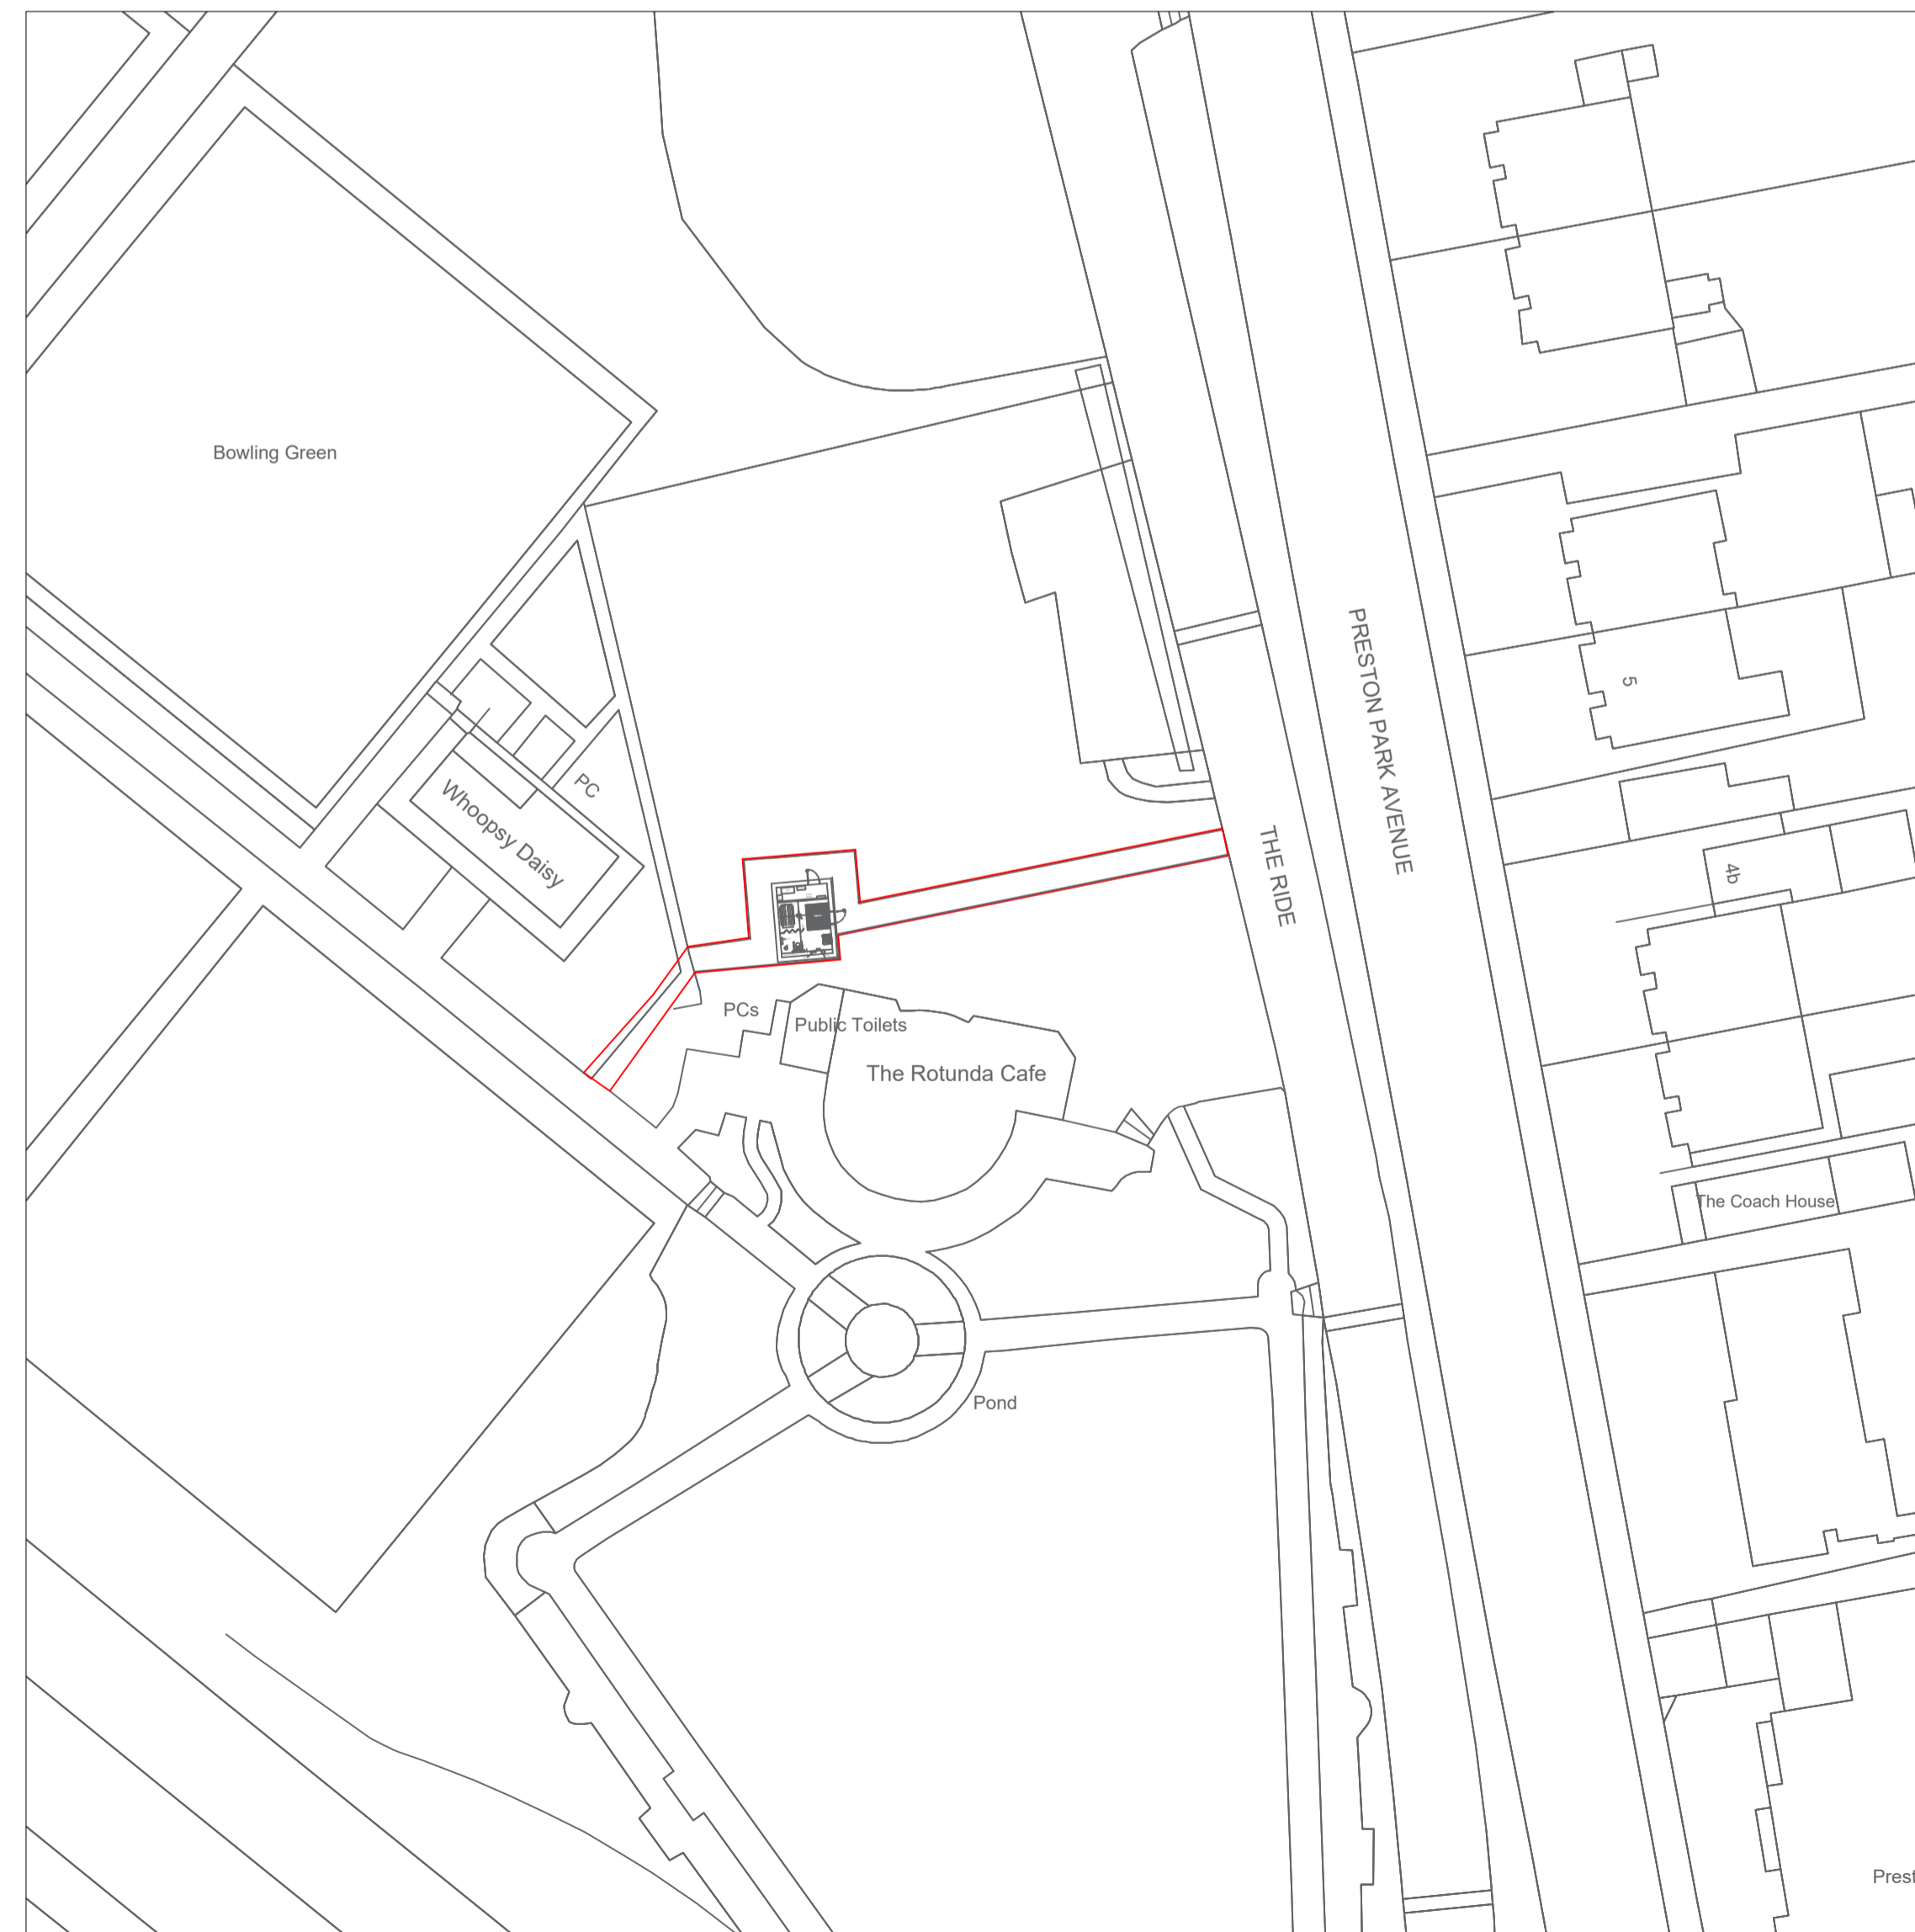 Bowling Green
PRESTON PARK AVENUE
5
PC
Whoopsy Daisy
THE RIDE
4b
PCs
Public Toilets
The Rotunda Cafe
The Coach House
Pond
Prest